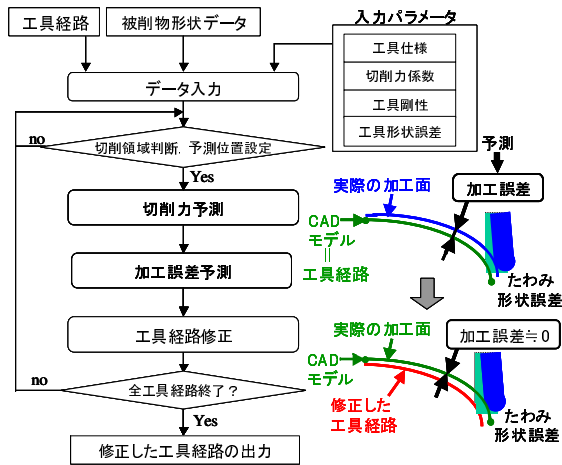 工具経路
被削物形状データ
入力パラメータ
工具仕様
切削力係数
工具剛性
工具形状誤差
データ入力
no
切削領域判断，予測位置設定
Yes
切削力予測
加工誤差予測
工具経路修正
no
全工具経路終了？
Yes
修正した工具経路の出力
予測
実際の加工面
加工誤差
CAD
モデル
＝
工具経路
たわみ
形状誤差
実際の加工面
加工誤差≒0
CAD
モデル
修正した
工具経路
たわみ
形状誤差